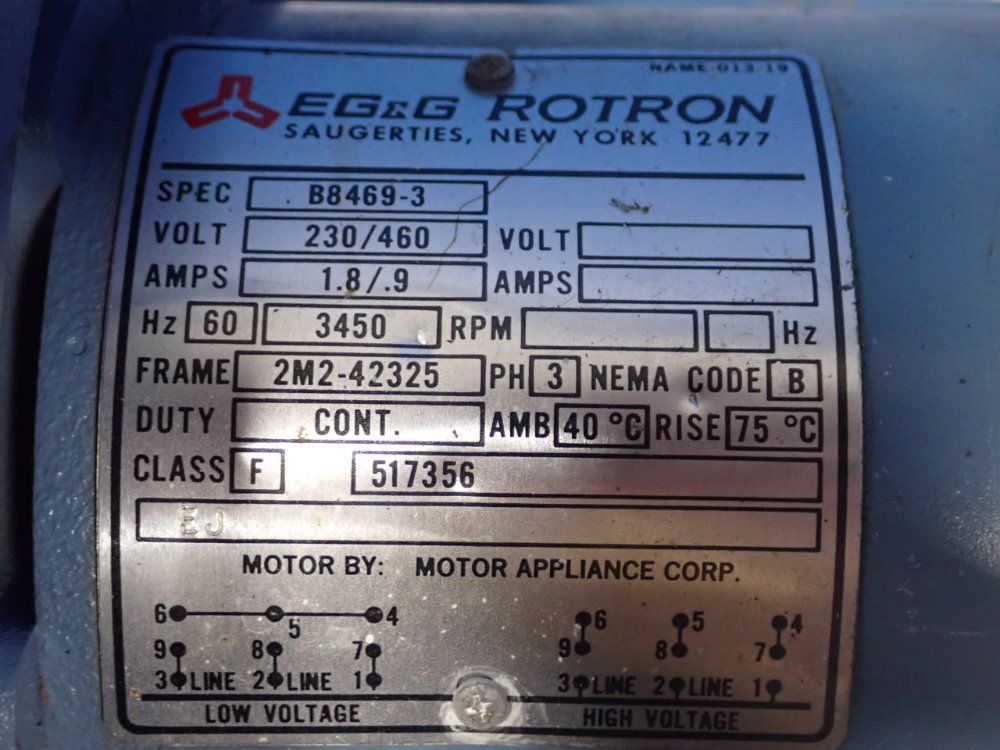 NAME-013-19
EG&G ROTRON
SAUGERTIES, NEW YORK 12477
SPEC B8469-3
VOLT 230/460 VOLT
AMPS 1.8/.9 AMPS
Hz 60 3450 RPM Hz
FRAME 2M2-42325 PH 3 NEMA CODE B
DUTY CONT. AMB 40 °C RISE 75 °C
CLASS F 517356
EJ
MOTOR BY: MOTOR APPLIANCE CORP.
6 5 4 6 5 4
9 8 7 9 8 7
3 LINE 2 LINE 1 3 LINE 2 LINE 1
LOW VOLTAGE HIGH VOLTAGE